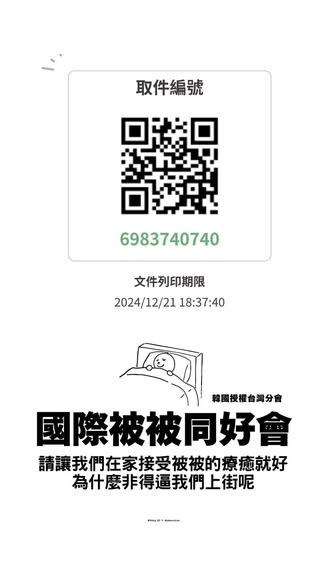 取件編號
6983740740
文件列印期限
2024/12/21 18:37:40
韓國授權台灣分會
國際被被同好會
請讓我們在家接受被被的療癒就好
為什麼非得逼我們上街呢